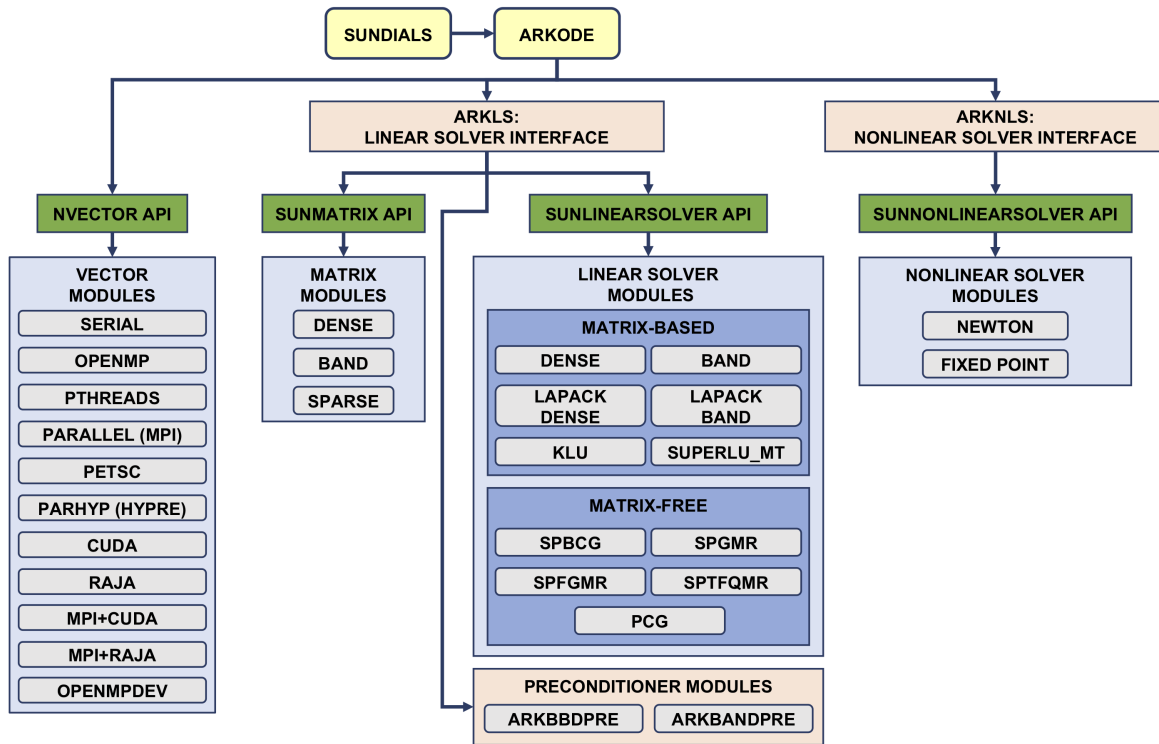 SUNDIALS
ARKODE
ARKLS:
LINEAR SOLVER INTERFACE
ARKNLS:
NONLINEAR SOLVER INTERFACE
NVECTOR API
SUNMATRIX API
SUNLINEARSOLVER API
SUNNONLINEARSOLVER API
VECTOR
MODULES
SERIAL
OPENMP
PTHREADS
PARALLEL (MPI)
PETSC
PARHYP (HYPRE)
CUDA
RAJA
MPI+CUDA
MPI+RAJA
OPENMPDEV
MATRIX
MODULES
DENSE
BAND
SPARSE
LINEAR SOLVER
MODULES
MATRIX-BASED
DENSE
BAND
LAPACK
DENSE
LAPACK
BAND
KLU
SUPERLU_MT
MATRIX-FREE
SPBCG
SPGMR
SPFGMR
SPTFQMR
PCG
NONLINEAR SOLVER
MODULES
NEWTON
FIXED POINT
PRECONDITIONER MODULES
ARKBBDPRE
ARKBANDPRE